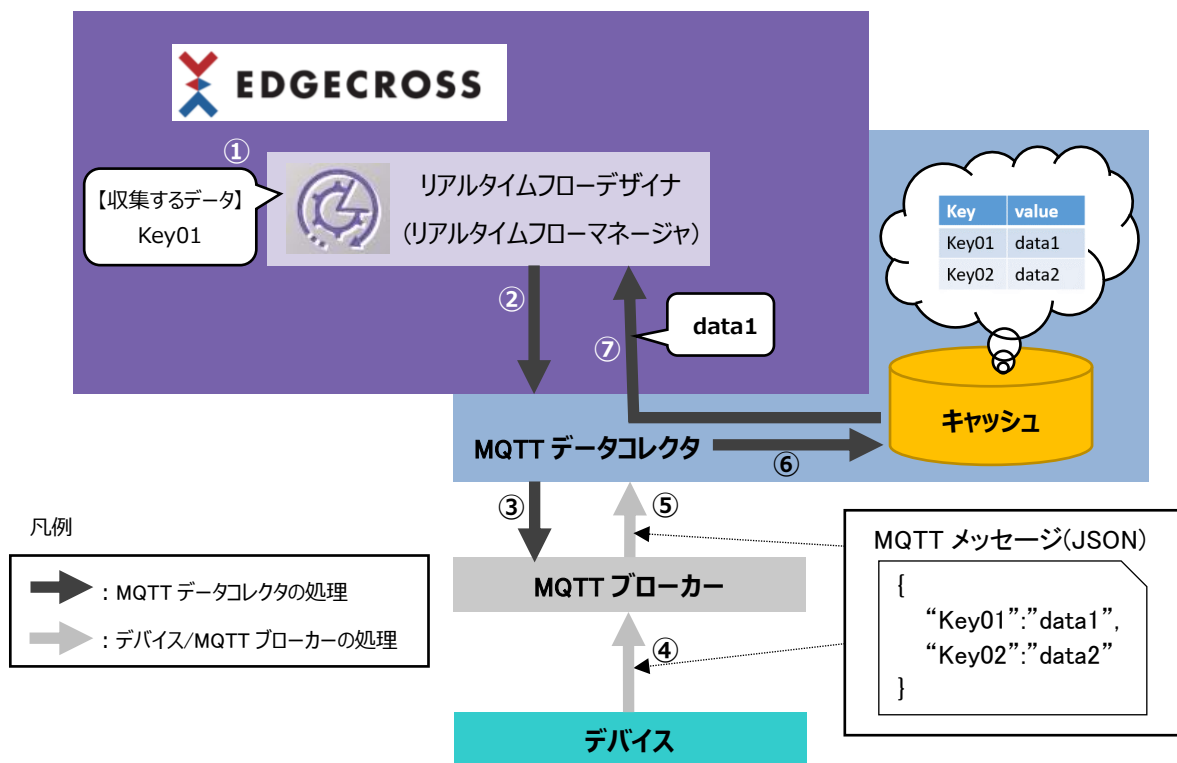 EDGECROSS
①
【収集するデータ】
Key01
リアルタイムフローデザイナ
(リアルタイムフローマネージャ)
Key value
Key01 data1
Key02 data2
②
⑦
data1
キャッシュ
MQTT データコレクタ
⑥
③
⑤
凡例
：MQTT データコレクタの処理
：デバイス/MQTT ブローカーの処理
MQTT ブローカー
④
デバイス
MQTT メッセージ(JSON)
{
“Key01”:”data1”,
“Key02”:”data2”
}